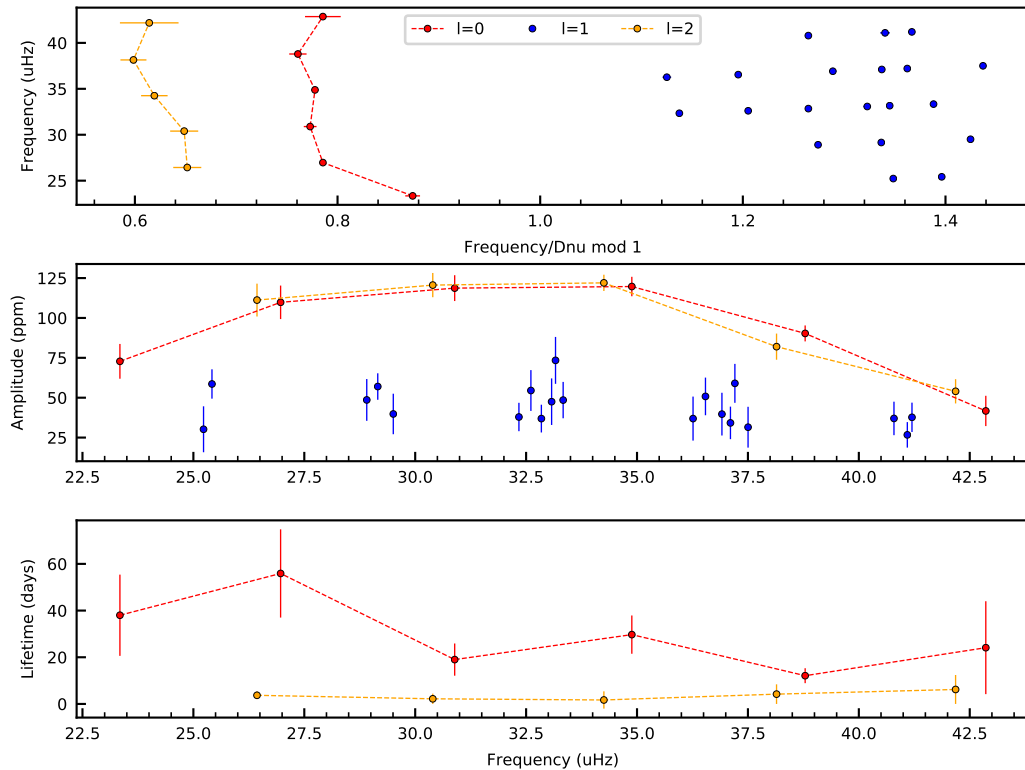 l=0 l=1 l=2
Frequency (uHz)
40
35
30
25
0.6 0.8 1.0 1.2 1.4
Frequency/Dnu mod 1
Amplitude (ppm)
125
100
75
50
25
22.5 25.0 27.5 30.0 32.5 35.0 37.5 40.0 42.5
Lifetime (days)
60
40
20
0
22.5 25.0 27.5 30.0 32.5 35.0 37.5 40.0 42.5
Frequency (uHz)